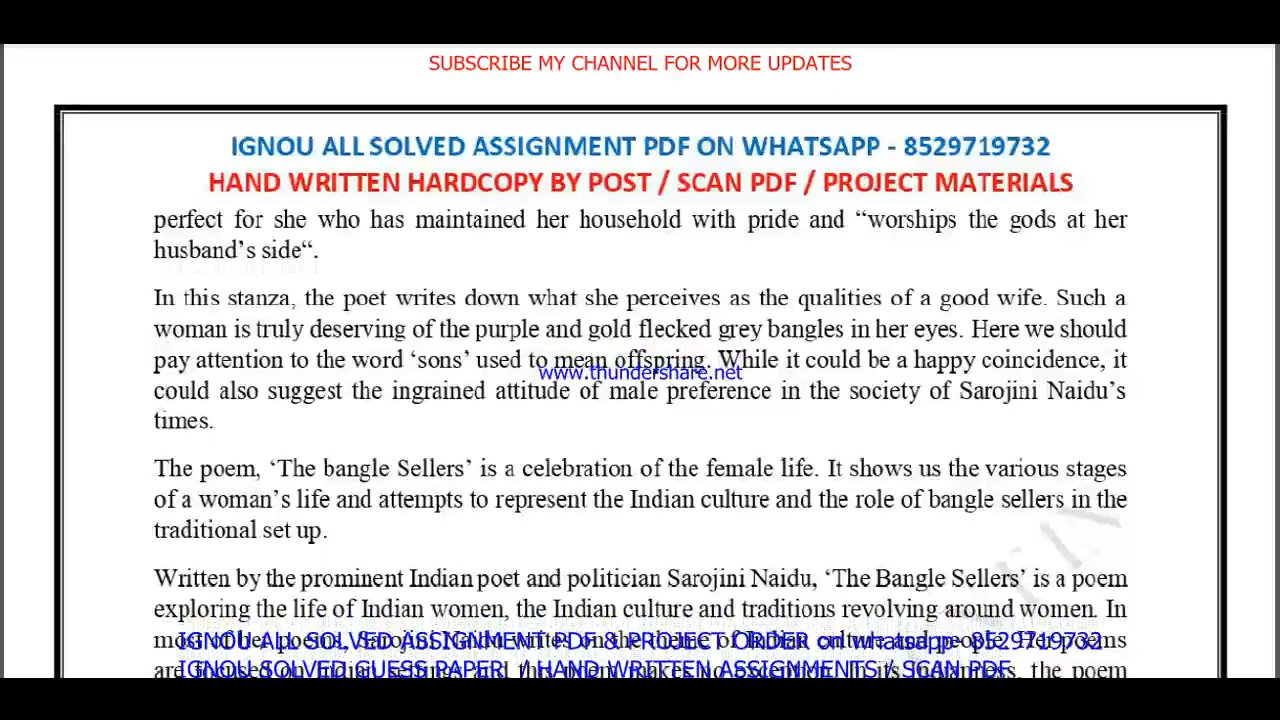 SUBSCRIBE MY CHANNEL FOR MORE UPDATES
IGNOU ALL SOLVED ASSIGNMENT PDF ON WHATSAPP - 8529719732
HAND WRITTEN HARDCOPY BY POST / SCAN PDF / PROJECT MATERIALS
perfect for she who has maintained her household with pride and “worships the gods at her
husband’s side“.
In this stanza, the poet writes down what she perceives as the qualities of a good wife. Such a
woman is truly deserving of the purple and gold flecked grey bangles in her eyes. Here we should
pay attention to the word ‘sons’ used to mean offspring. While it could be a happy coincidence, it
www.thundershare.net
could also suggest the ingrained attitude of male preference in the society of Sarojini Naidu’s
times.
The poem, ‘The bangle Sellers’ is a celebration of the female life. It shows us the various stages
of a woman’s life and attempts to represent the Indian culture and the role of bangle sellers in the
traditional set up.
Written by the prominent Indian poet and politician Sarojini Naidu, ‘The Bangle Sellers’ is a poem
exploring the life of Indian women, the Indian culture and traditions revolving around women. In
IGNOU ALL SOLVED ASSIGNMENT PDF & PROJECT ORDER on whatsapp - 8529719732
IGNOU SOLVED GUESS PAPER / HAND WRITTEN ASSIGNMENTS / SCAN PDF
the poem